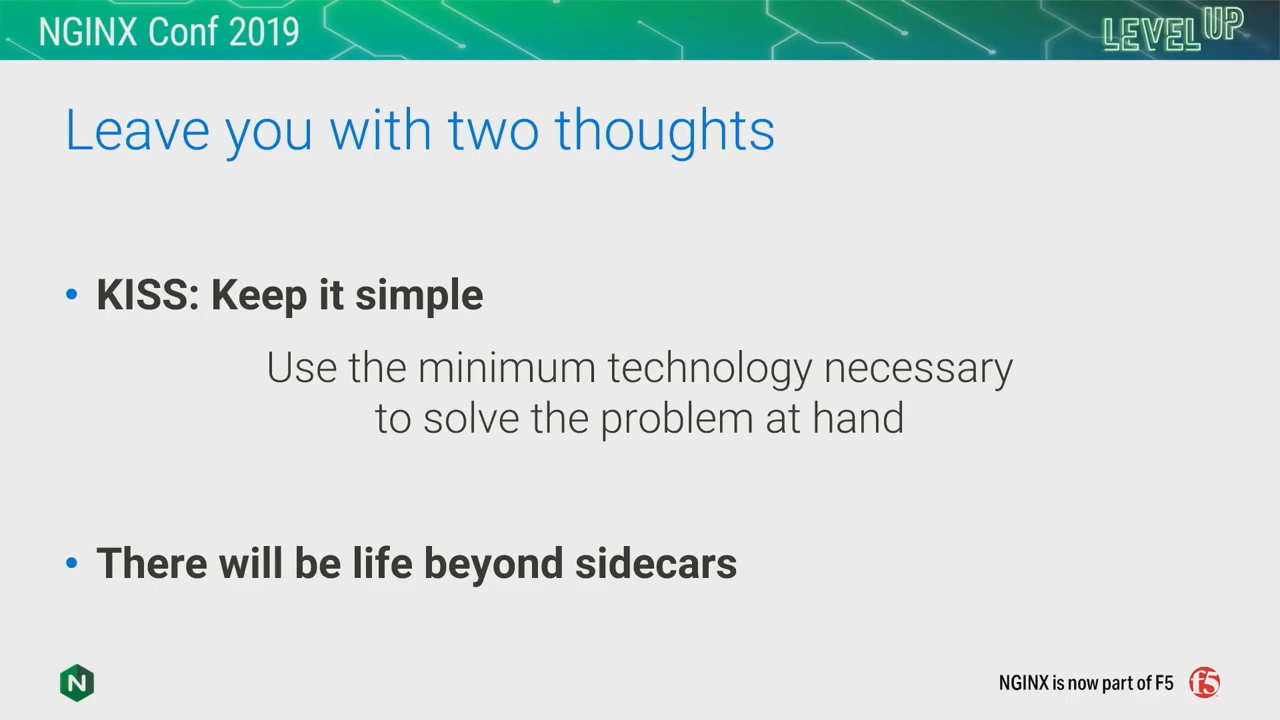 NGINX Conf 2019
LEVEL UP
Leave you with two thoughts
• KISS: Keep it simple
Use the minimum technology necessary
to solve the problem at hand
• There will be life beyond sidecars
N
NGINX is now part of F5
f5